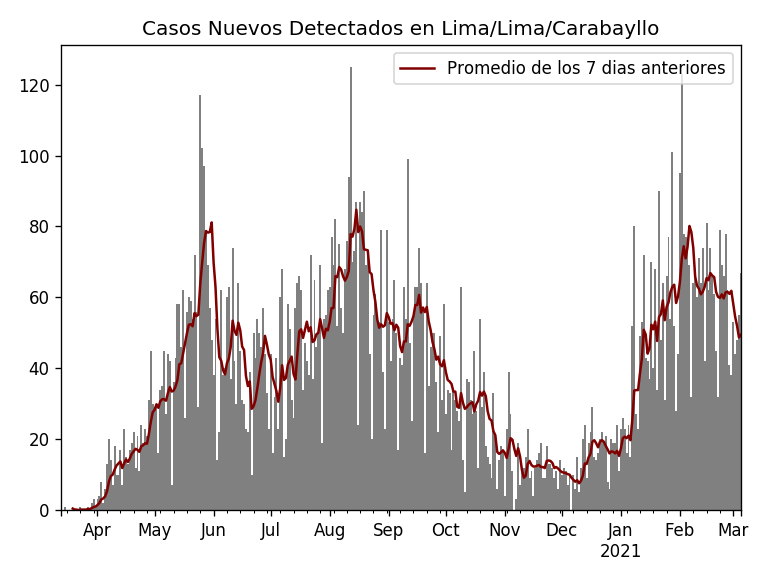 Casos Nuevos Detectados en Lima/Lima/Carabayllo
Promedio de los 7 dias anteriores
120
100
80
60
40
20
0
Apr May Jun Jul Aug Sep Oct Nov Dec Jan Feb Mar
2021